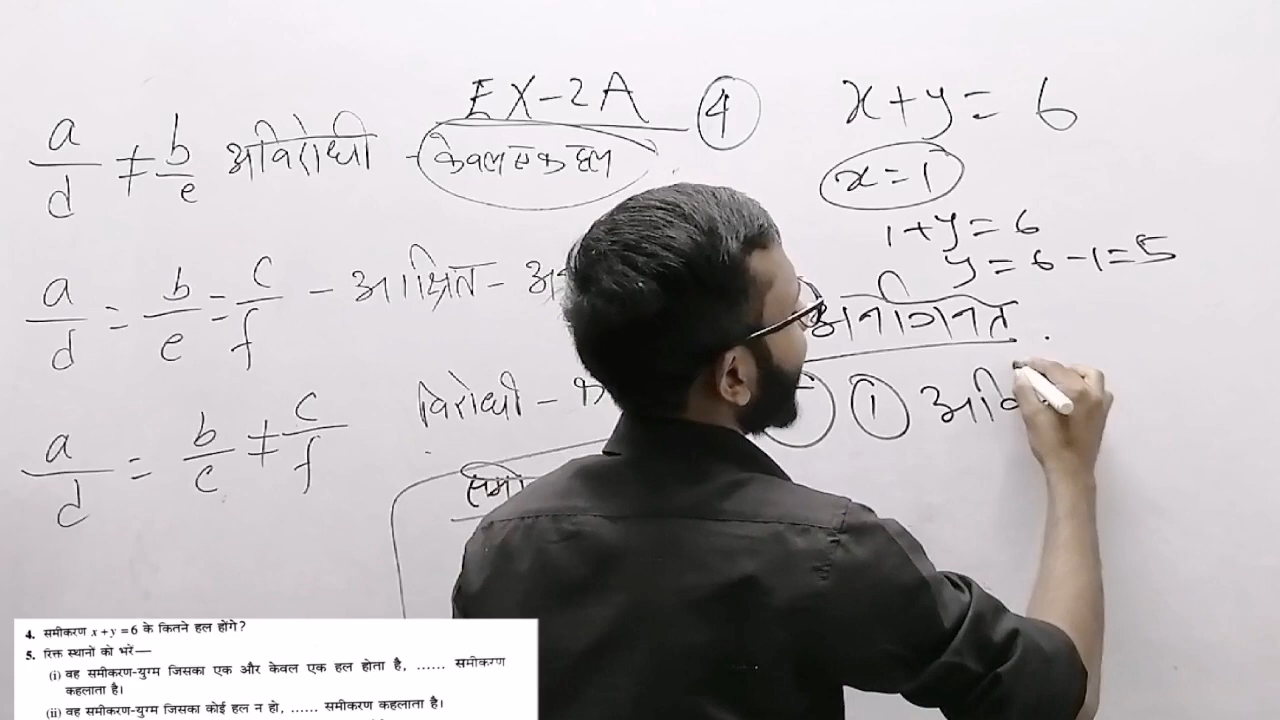 EX-2A
a/d ≠ b/e अविरोधी - केवल एक हल
a/d = b/e = c/f - आश्रित -
a/d = b/e ≠ c/f विरोधी -
④ x+y= 6
x=1
1+y=6
y= 6-1=5
अनगिनत
① अवि
4. समीकरण x + y = 6 के कितने हल होंगे?
5. रिक्त स्थानों को भरें—
(i) वह समीकरण-युग्म जिसका एक और केवल एक हल होता है, ...... समीकरण
कहलाता है।
(ii) वह समीकरण-युग्म जिसका कोई हल न हो, ...... समीकरण कहलाता है।